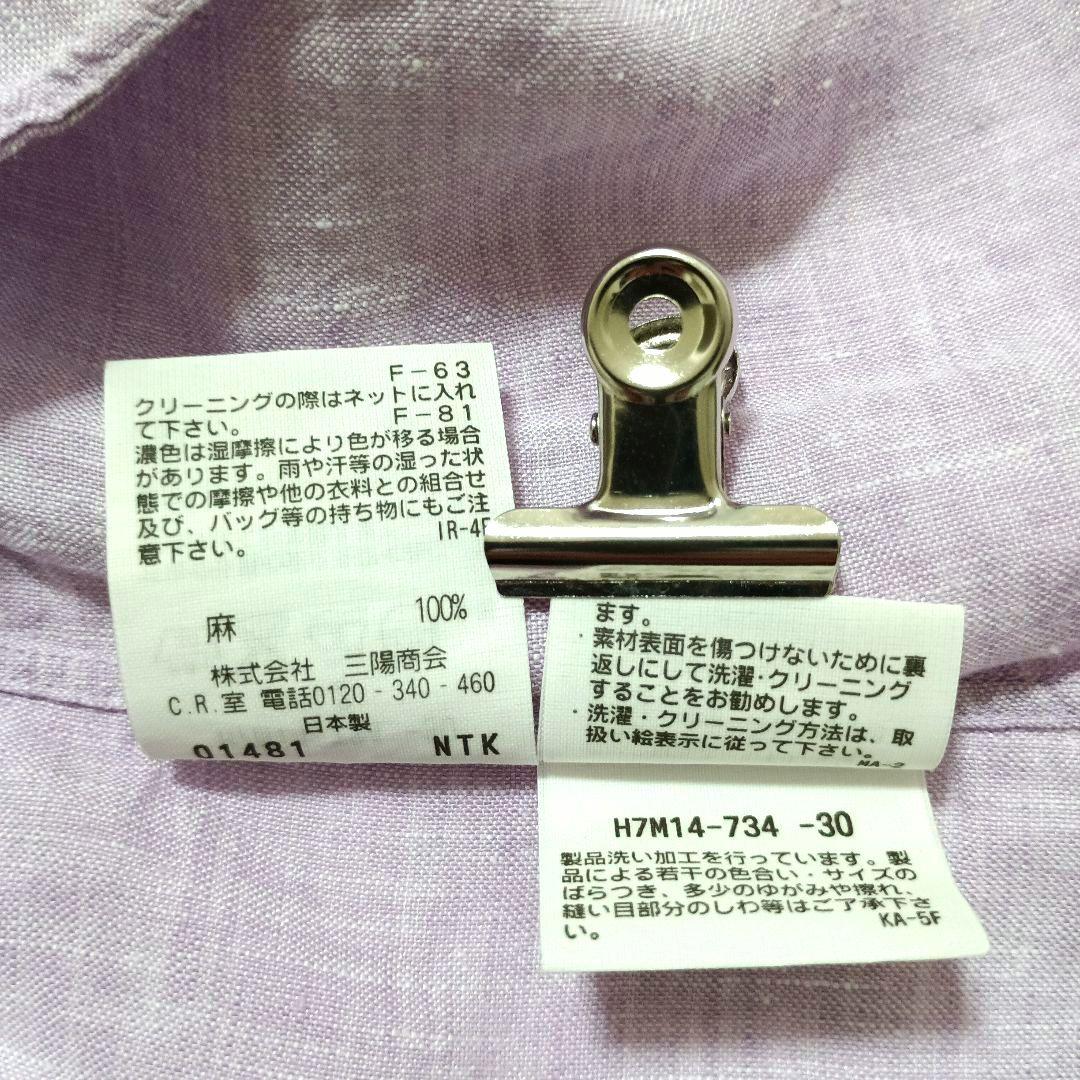 F-63
クリーニングの際はネットに入れ
F-81
て下さい。
濃色は湿摩擦により色が移る場合
があります。雨や汗等の湿った状
態での摩擦や他の衣料との組合せ
及び、バッグ等の持ち物にもご注
意下さい。
麻 100%
株式会社 三陽商会
C.R.室 電話0120-340-460
日本製
01481 NTK
ます。
・素材表面を傷つけないために裏
返しにして洗濯・クリーニング
することをお勧めします。
・洗濯・クリーニング方法は、取
扱い絵表示に従って下さい。
H7M14-734 -30
製品洗い加工を行っています。製
品による若干の色合い・サイズの
ばらつき、多少のゆがみや擦れ、
縫い目部分のしわ等はご了承下さ
い。 KA-5F